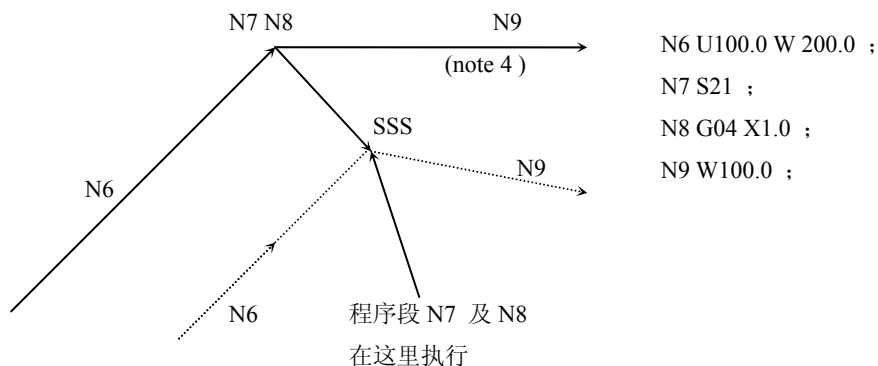 N7 N8
N9
(note 4 )
SSS
N9
N6
N6
程序段 N7 及 N8
在这里执行
N6 U100.0 W 200.0 ；
N7 S21 ；
N8 G04 X1.0 ；
N9 W100.0 ；